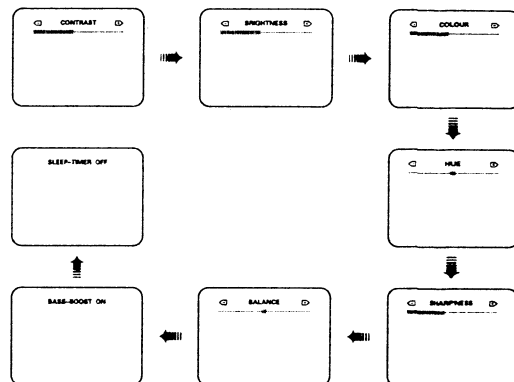 CONTRAST
BRIGHTNESS
COLOUR
HUE
SHARPNESS
BALANCE
BASS-BOOST ON
SLEEP-TIMER OFF